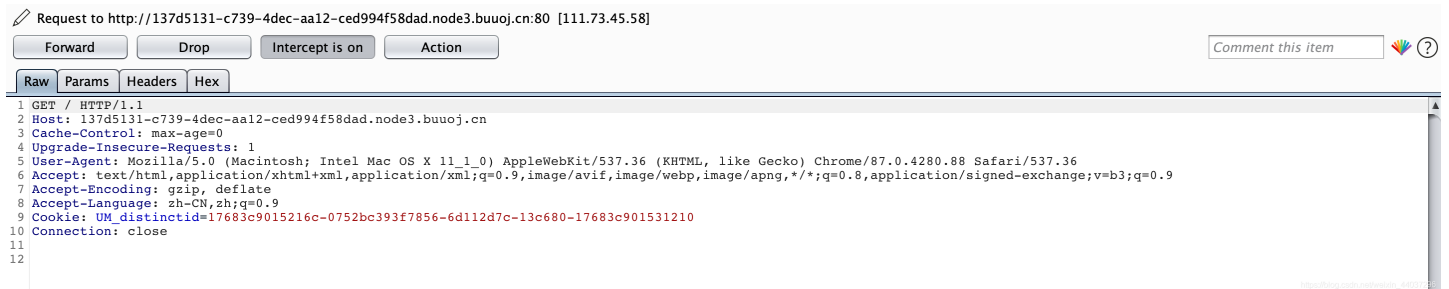 Request to http://137d5131-c739-4dec-aa12-ced994f58dad.node3.buuoj.cn:80 [111.73.45.58]
Forward Drop Intercept is on Action Comment this item ?
Raw Params Headers Hex
1 GET / HTTP/1.1
2 Host: 137d5131-c739-4dec-aa12-ced994f58dad.node3.buuoj.cn
3 Cache-Control: max-age=0
4 Upgrade-Insecure-Requests: 1
5 User-Agent: Mozilla/5.0 (Macintosh; Intel Mac OS X 11_1_0) AppleWebKit/537.36 (KHTML, like Gecko) Chrome/87.0.4280.88 Safari/537.36
6 Accept: text/html,application/xhtml+xml,application/xml;q=0.9,image/avif,image/webp,image/apng,*/*;q=0.8,application/signed-exchange;v=b3;q=0.9
7 Accept-Encoding: gzip, deflate
8 Accept-Language: zh-CN,zh;q=0.9
9 Cookie: UM_distinctid=17683c9015216c-0752bc393f7856-6d112d7c-13c680-17683c901531210
10 Connection: close
11
12